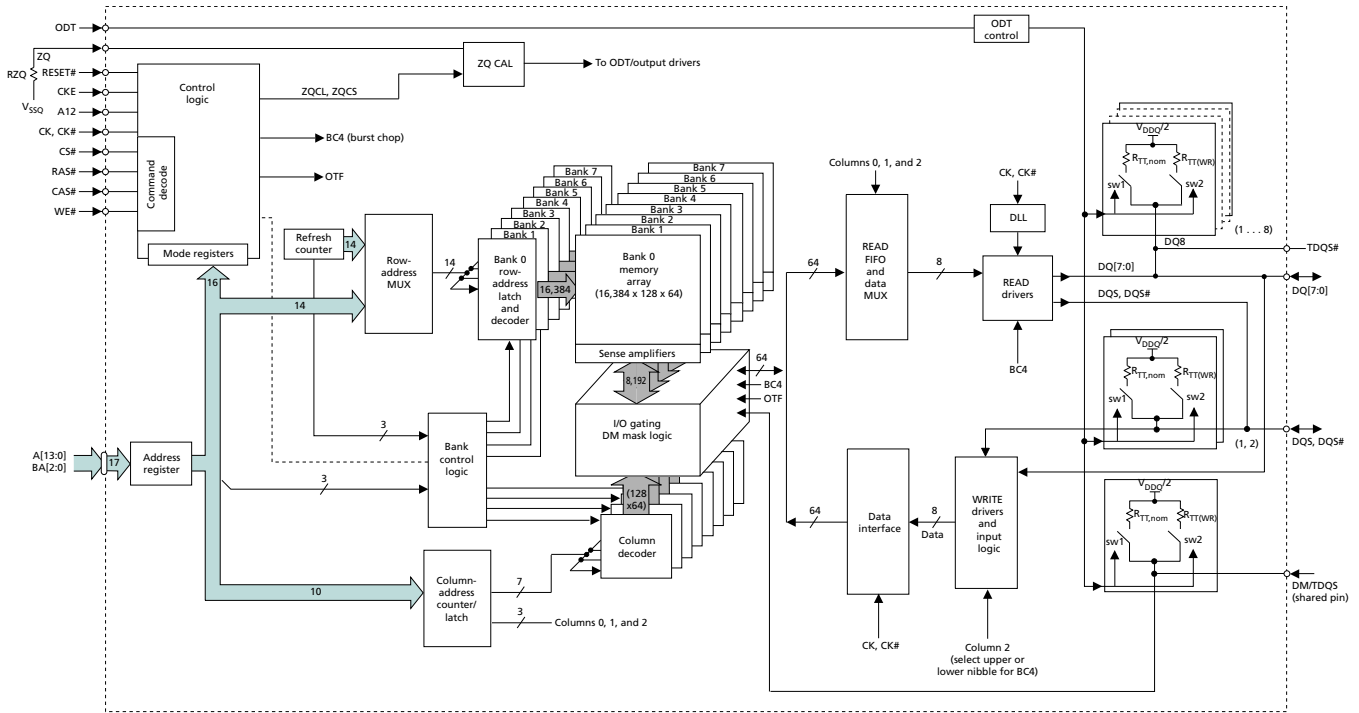 ODT
ODT
control
ZQ
RZQ
VSSQ
RESET#
CKE
A12
CK, CK#
CS#
RAS#
CAS#
WE#
Control
logic
Command
decode
Mode registers
ZQ CAL
To ODT/output drivers
ZQCL, ZQCS
BC4 (burst chop)
OTF
Refresh
counter
14
Row-
address
MUX
14
16
14
Bank 7
Bank 6
Bank 5
Bank 4
Bank 3
Bank 2
Bank 1
Bank 0
row-
address
latch
and
decoder
16,384
Bank 7
Bank 6
Bank 5
Bank 4
Bank 3
Bank 2
Bank 1
Bank 0
memory
array
(16,384 x 128 x 64)
Sense amplifiers
8,192
64
BC4
OTF
I/O gating
DM mask logic
(128
x64)
Column
decoder
3
Bank
control
logic
3
A[13:0]
BA[2:0]
17
Address
register
10
Column-
address
counter/
latch
7
3
Columns 0, 1, and 2
Columns 0, 1, and 2
64
READ
FIFO
and
data
MUX
8
CK, CK#
DLL
READ
drivers
BC4
DQ8
DQ[7:0]
DQS, DQS#
64
Data
interface
8
Data
WRITE
drivers
and
input
logic
CK, CK#
Column 2
(select upper or
lower nibble for BC4)
VDDQ/2
RTT,nom
RTT(WR)
sw1
sw2
(1 . . . 8)
TDQS#
DQ[7:0]
VDDQ/2
RTT,nom
RTT(WR)
sw1
sw2
(1, 2)
DQS, DQS#
VDDQ/2
RTT,nom
RTT(WR)
sw1
sw2
DM/TDQS
(shared pin)